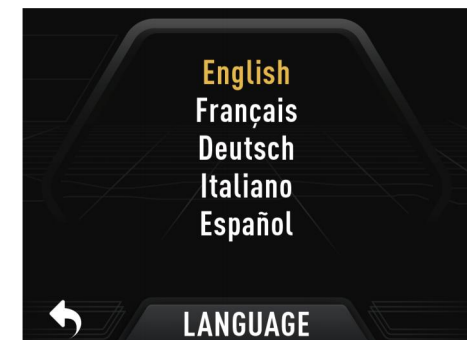 English
Français
Deutsch
Italiano
Español
LANGUAGE